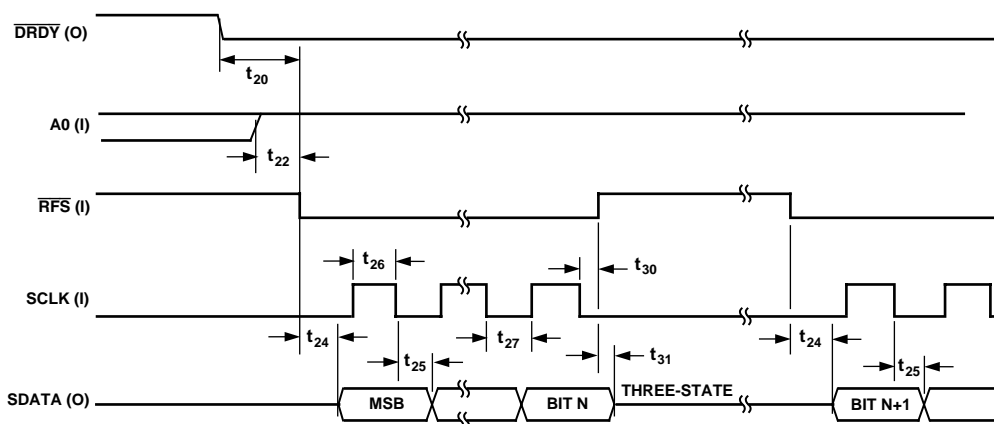 DRDY (O)
t20
A0 (I)
t22
RFS (I)
t26
t30
SCLK (I)
t24
t27
t24
t25
t31
t25
SDATA (O)
MSB
BIT N
THREE-STATE
BIT N+1